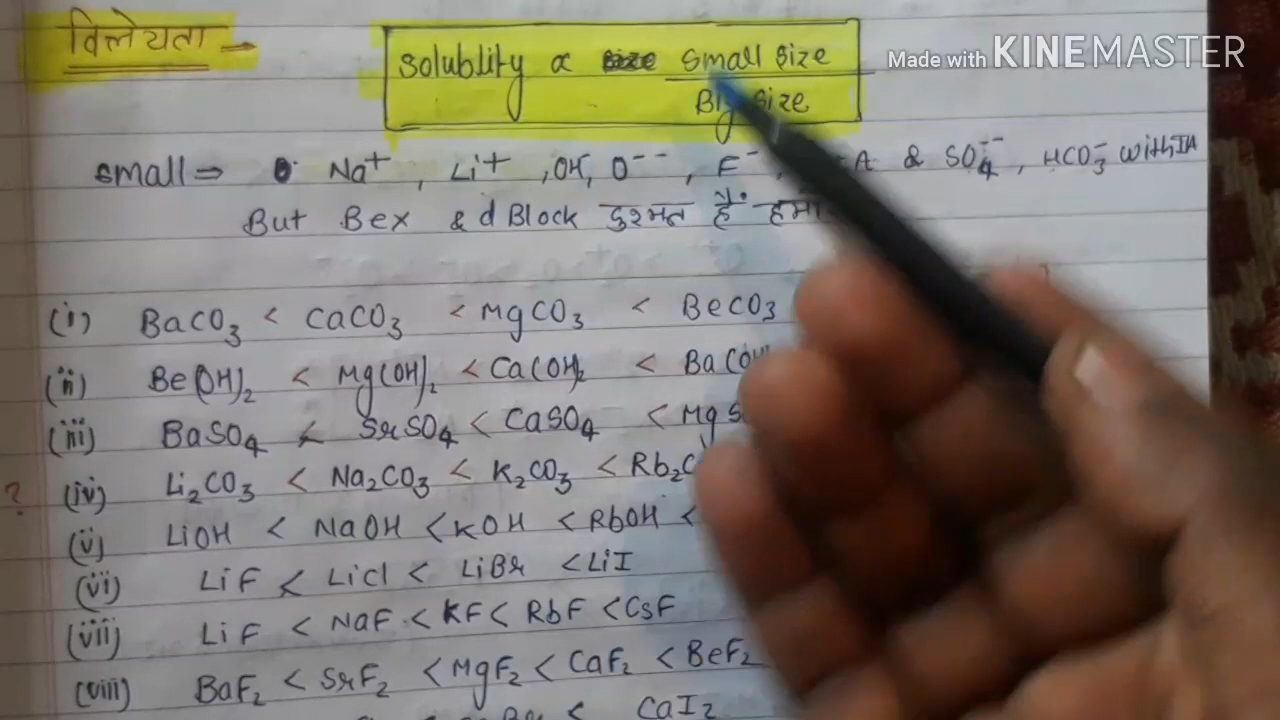 विलेयता → Solublity α Small size
Big size
Made with KINEMASTER
small ⇒ Na⁺ , Li⁺ , OH⁻, O⁻⁻ , F⁻ , A & SO₄⁻⁻ , HCO₃⁻ with IA
But Bex & d Block दुश्मन है
(i) BaCO₃ < CaCO₃ < MgCO₃ < BeCO₃
(ii) Be(OH)₂ < Mg(OH)₂ < Ca(OH)₂ < Ba(OH)
(iii) BaSO₄ < SrSO₄ < CaSO₄ < Mg S
? (iv) Li₂CO₃ < Na₂CO₃ < K₂CO₃ < Rb₂C
(v) LiOH < NaOH < KOH < RbOH <
(vi) LiF < LiCl < LiBr < LiI
(vii) LiF < NaF < KF < RbF < CsF
(viii) BaF₂ < SrF₂ < MgF₂ < CaF₂ < BeF₂
< CaI₂